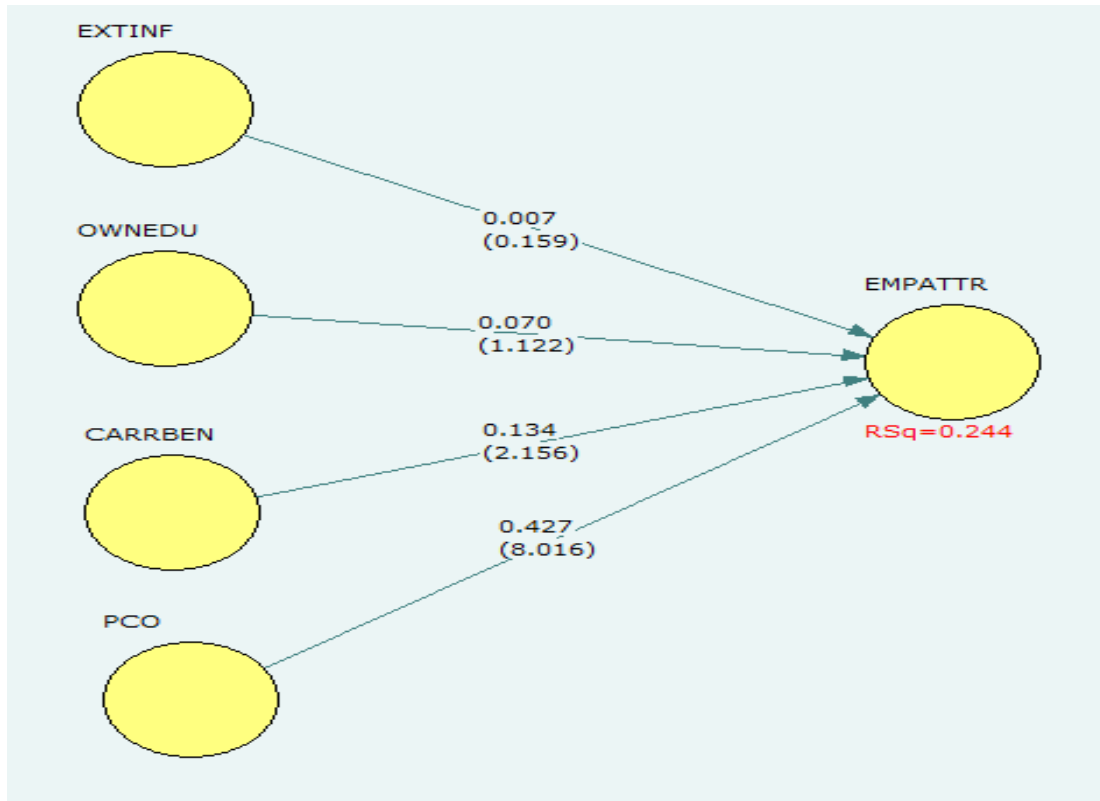 EXTINF
0.007
(0.159)
OWNEDU
0.070
(1.122)
EMPATTR
RSq=0.244
CARRBEN
0.134
(2.156)
0.427
(8.016)
PCO